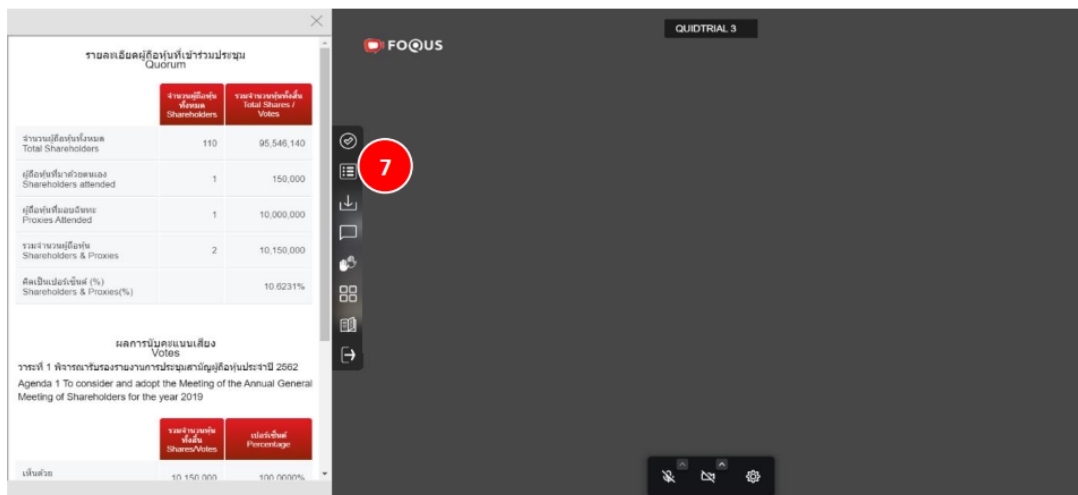 รายละเอียดผู้ถือหุ้นที่เข้าร่วมประชุม
Quorum
จำนวนผู้ถือหุ้น
ทั้งหมด
Shareholders
รวมจำนวนหุ้นทั้งสิ้น
Total Shares /
Votes
จำนวนผู้ถือหุ้นทั้งหมด
Total Shareholders
110
95,546,140
ผู้ถือหุ้นที่มาด้วยตนเอง
Shareholders attended
1
150,000
ผู้ถือหุ้นที่มอบฉันทะ
Proxies Attended
1
10,000,000
รวมจำนวนผู้ถือหุ้น
Shareholders & Proxies
2
10,150,000
คิดเป็นเปอร์เซ็นต์ (%)
Shareholders & Proxies(%)
10.6231%
ผลการนับคะแนนเสียง
Votes
วาระที่ 1 พิจารณารับรองรายงานการประชุมสามัญผู้ถือหุ้นประจำปี 2562
Agenda 1 To consider and adopt the Meeting of the Annual General
Meeting of Shareholders for the year 2019
รวมจำนวนหุ้น
ทั้งสิ้น
Shares/Votes
เปอร์เซ็นต์
Percentage
เห็นด้วย
10,150,000
100.0000%
FOQUS
QUIDTRIAL 3
7